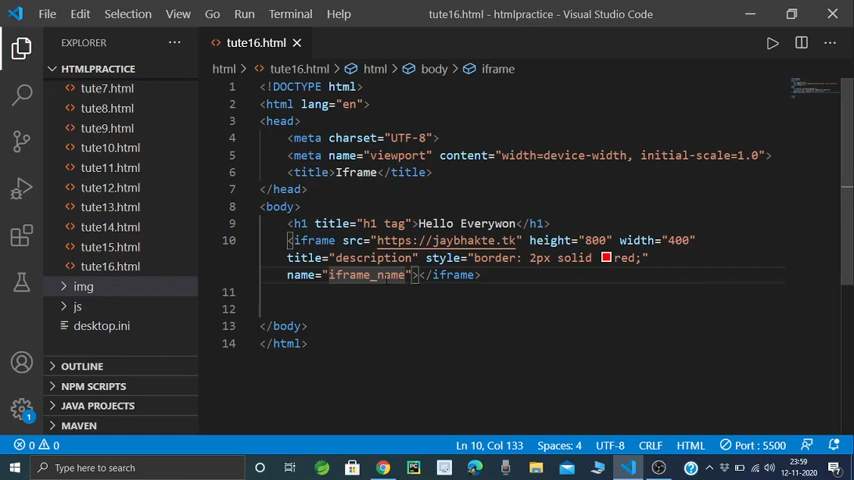 File Edit Selection View Go Run Terminal Help tute16.html - htmlpractice - Visual Studio Code
EXPLORER
HTMLPRACTICE
tute7.html
tute8.html
tute9.html
tute10.html
tute11.html
tute12.html
tute13.html
tute14.html
tute15.html
tute16.html
img
js
desktop.ini
OUTLINE
NPM SCRIPTS
JAVA PROJECTS
MAVEN
tute16.html
html > tute16.html > html > body > iframe
1 <!DOCTYPE html>
2 <html lang="en">
3 <head>
4 <meta charset="UTF-8">
5 <meta name="viewport" content="width=device-width, initial-scale=1.0">
6 <title>Iframe</title>
7 </head>
8 <body>
9 <h1 title="h1 tag">Hello Everywon</h1>
10 <iframe src="https://jaybhakte.tk" height="800" width="400"
title="description" style="border: 2px solid red;"
name="iframe_name"></iframe>
11
12
13 </body>
14 </html>
1
0 0 Ln 10, Col 133 Spaces: 4 UTF-8 CRLF HTML Port : 5500
Type here to search
23:59
12-11-2020
7